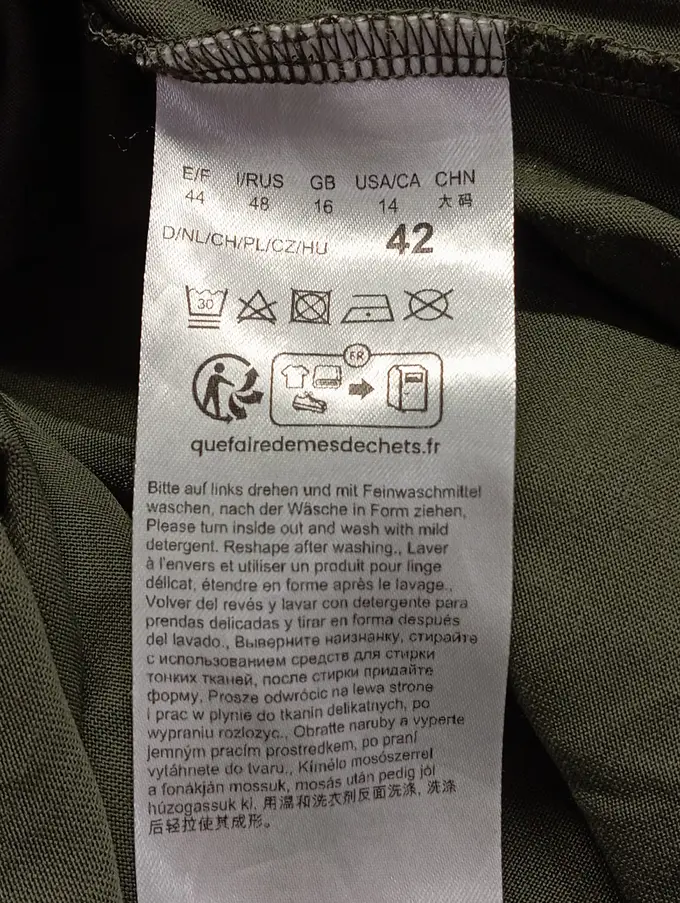 E/F I/RUS GB USA/CA CHN
44 48 16 14 大码
D/NL/CH/PL/CZ/HU 42
30
FR
quefairedemesdechets.fr
Bitte auf links drehen und mit Feinwaschmittel
waschen, nach der Wäsche in Form ziehen,
Please turn inside out and wash with mild
detergent. Reshape after washing., Laver
à l'envers et utiliser un produit pour linge
délicat, étendre en forme après le lavage.,
Volver del revés y lavar con detergente para
prendas delicadas y tirar en forma después
del lavado., Выверните наизнанку, стирайте
с использованием средств для стирки
тонких тканей, после стирки придайте
форму, Prosze odwrócic na lewa strone
i prac w plynie do tkanin delikatnych, po
wypraniu rozlozyc., Obratte naruby a vyperte
jemným pracím prostredkem, po praní
vytáhnete do tvaru., Kímélo mosószerrel
a fonákján mossuk, mosás után pedig jól
húzogassuk ki, 用温和洗衣剂反面洗涤, 洗涤
后轻拉使其成形。